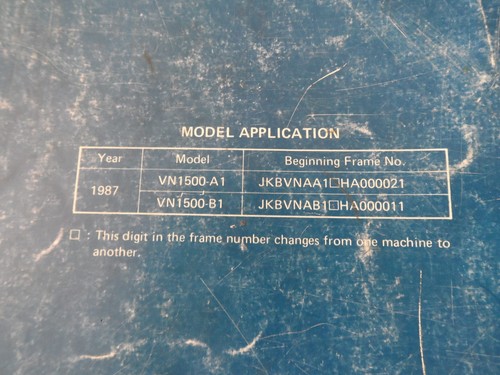 MODEL APPLICATION
Year Model Beginning Frame No.
1987 VN1500-A1 JKBVNAA1□HA000021
VN1500-B1 JKBVNAB1□HA000011
□ : This digit in the frame number changes from one machine to
another.